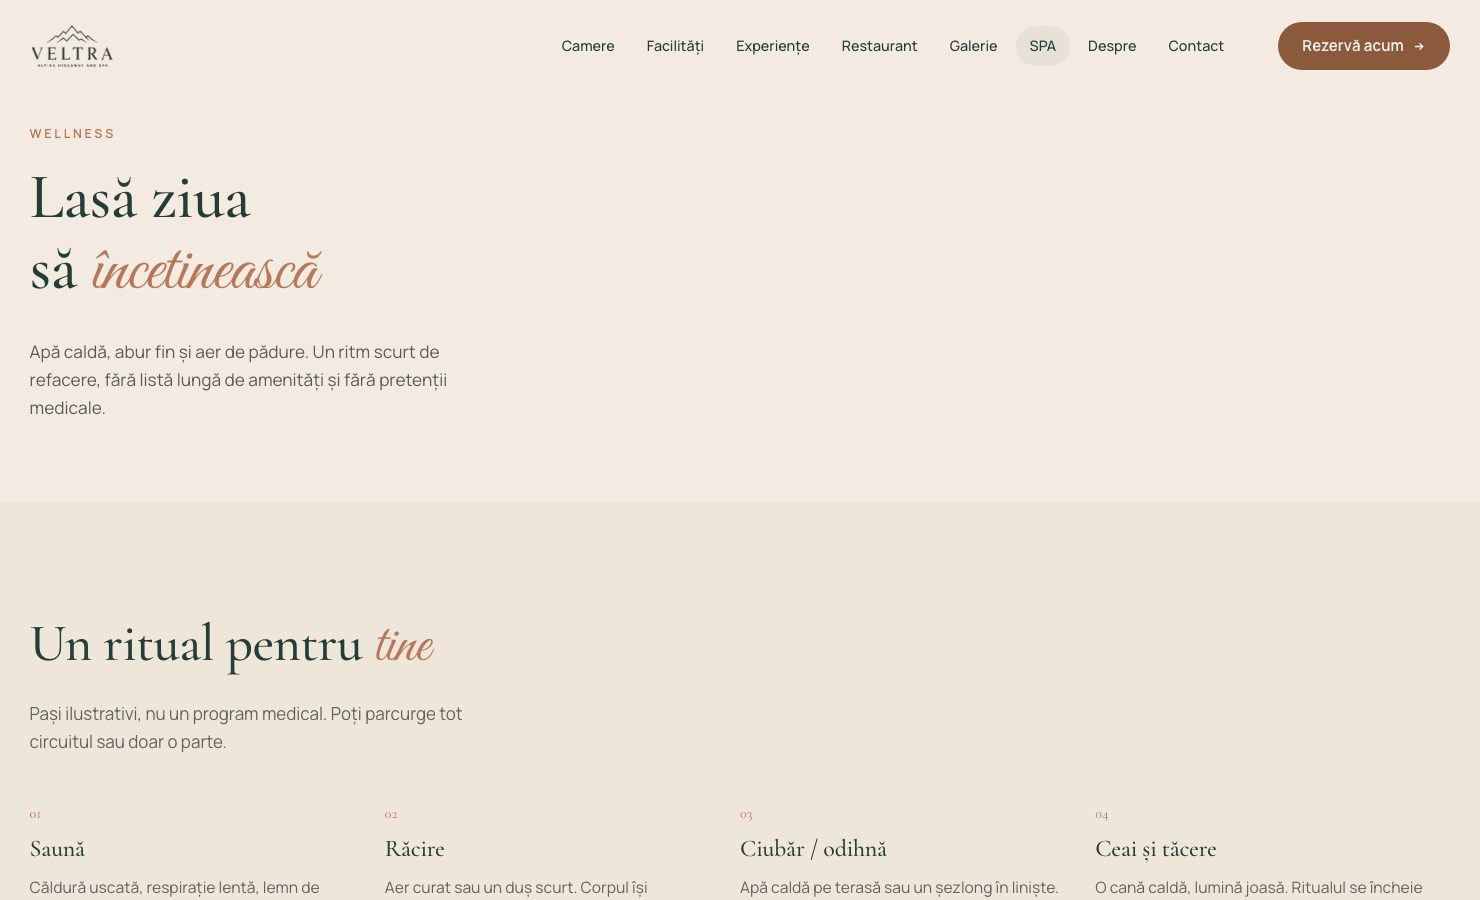 VELTRA
ALPINE HIDEAWAY AND SPA
Camere Facilități Experiențe Restaurant Galerie SPA Despre Contact Rezervă acum →
WELLNESS
Lasă ziua
să încetinească
Apă caldă, abur fin și aer de pădure. Un ritm scurt de
refacere, fără listă lungă de amenități și fără pretenții
medicale.
Un ritual pentru tine
Pași ilustrativi, nu un program medical. Poți parcurge tot
circuitul sau doar o parte.
01
Saună
Căldură uscată, respirație lentă, lemn de
02
Răcire
Aer curat sau un duș scurt. Corpul își
03
Ciubăr / odihnă
Apă caldă pe terasă sau un șezlong în liniște.
04
Ceai și tăcere
O cană caldă, lumină joasă. Ritualul se încheie